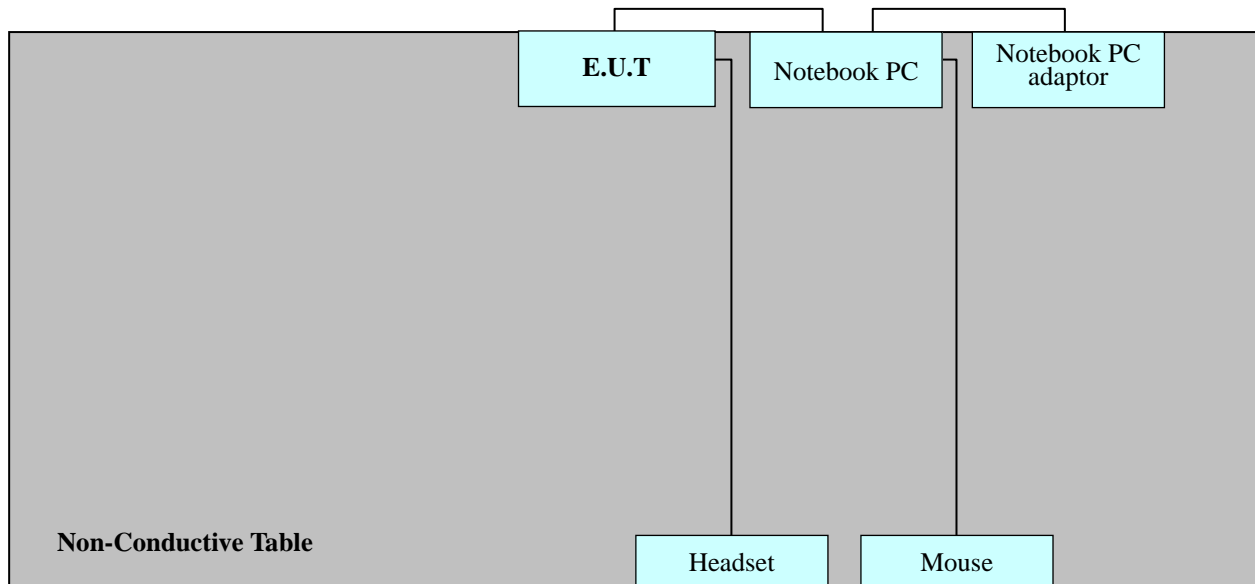 E.U.T
Notebook PC
Notebook PC
adaptor
Non-Conductive Table
Headset
Mouse